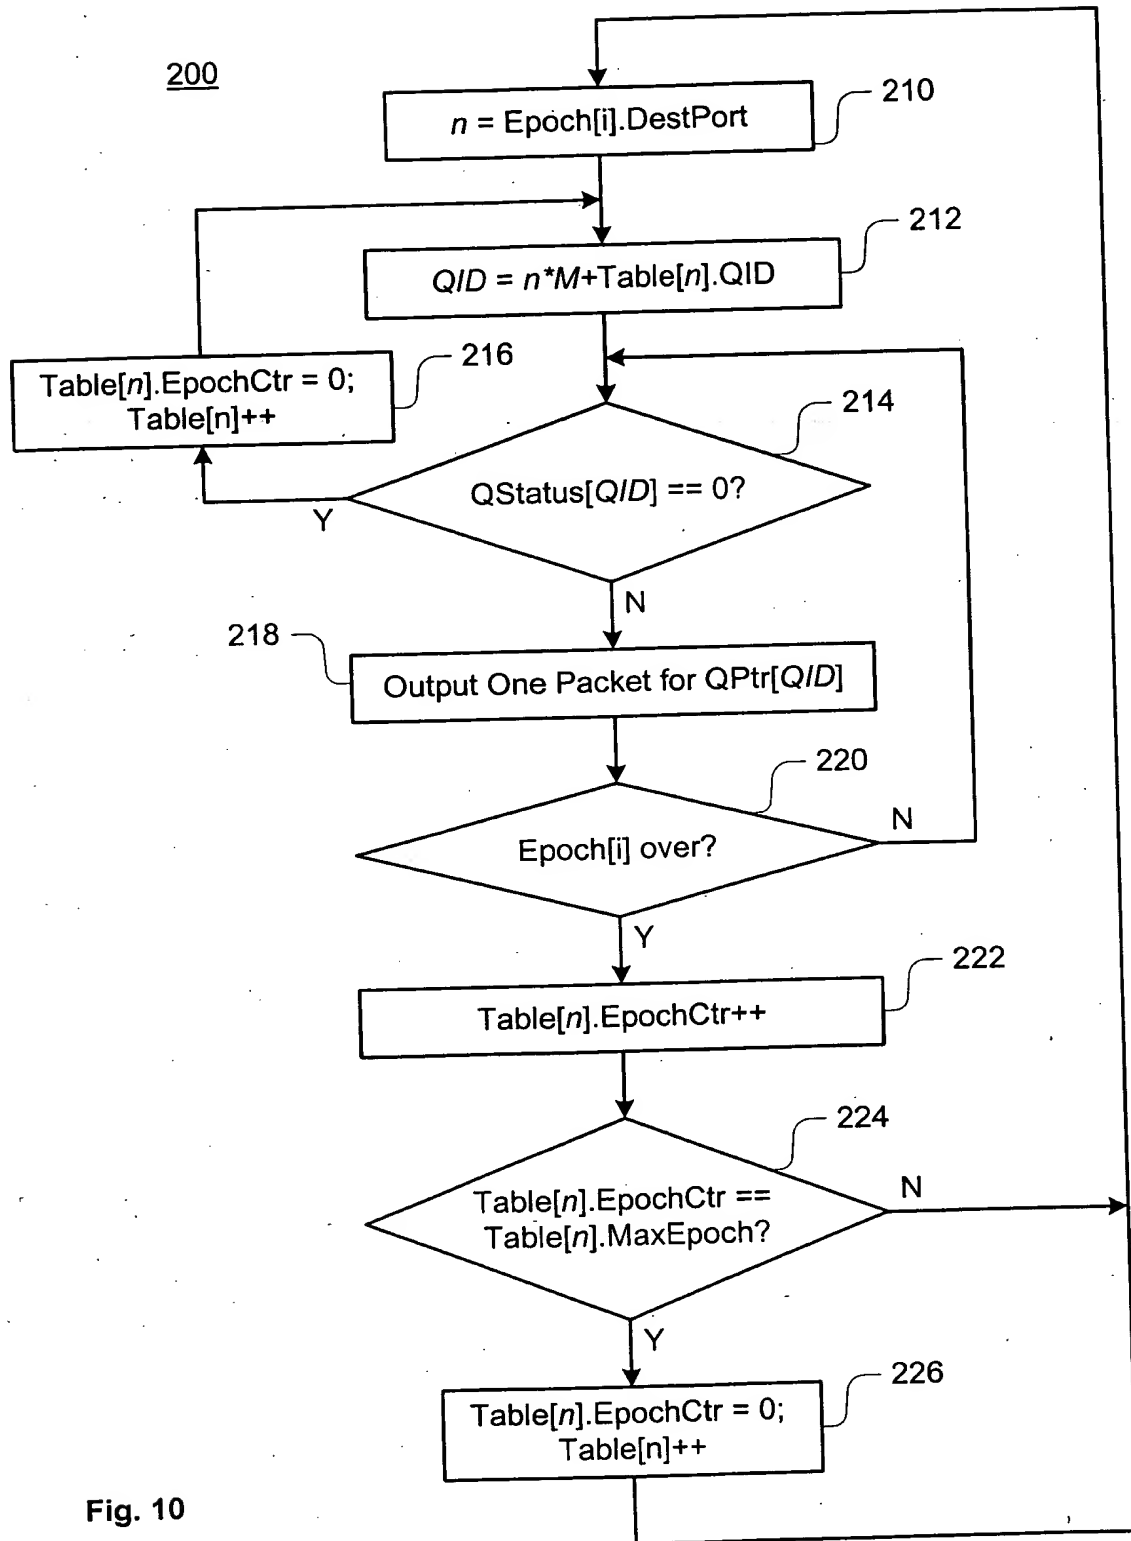 200
n = Epoch[i].DestPort
210
QID = n*M+Table[n].QID
212
Table[n].EpochCtr = 0;
Table[n]++
216
QStatus[QID] == 0?
214
Y
N
218
Output One Packet for QPtr[QID]
Epoch[i] over?
220
N
Y
Table[n].EpochCtr++
222
Table[n].EpochCtr ==
Table[n].MaxEpoch?
224
N
Y
Table[n].EpochCtr = 0;
Table[n]++
226
Fig. 10